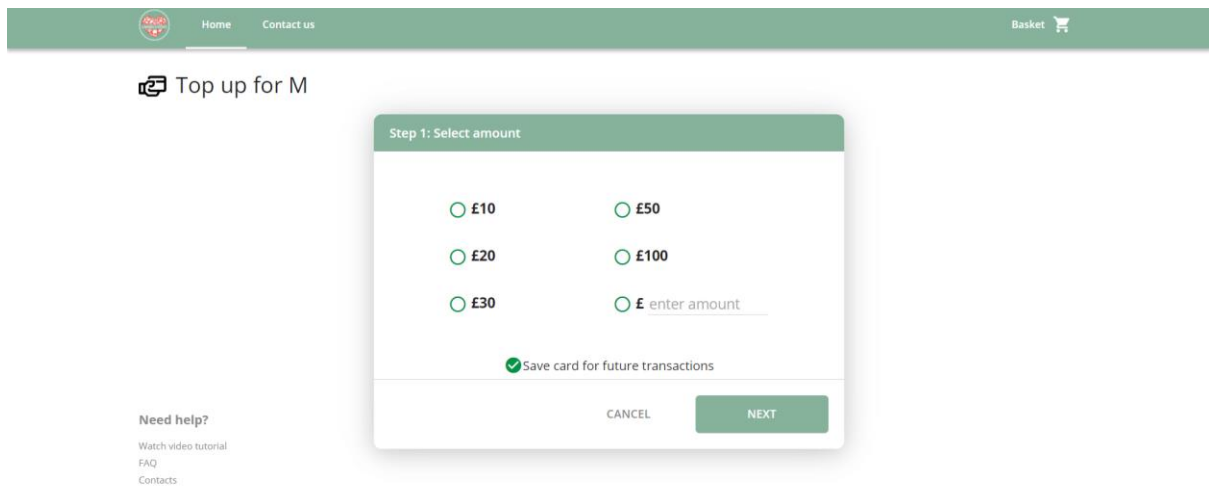 Home Contact us Basket
Top up for M
Step 1: Select amount
£10 £50
£20 £100
£30 £ enter amount
Save card for future transactions
CANCEL NEXT
Need help?
Watch video tutorial
FAQ
Contacts